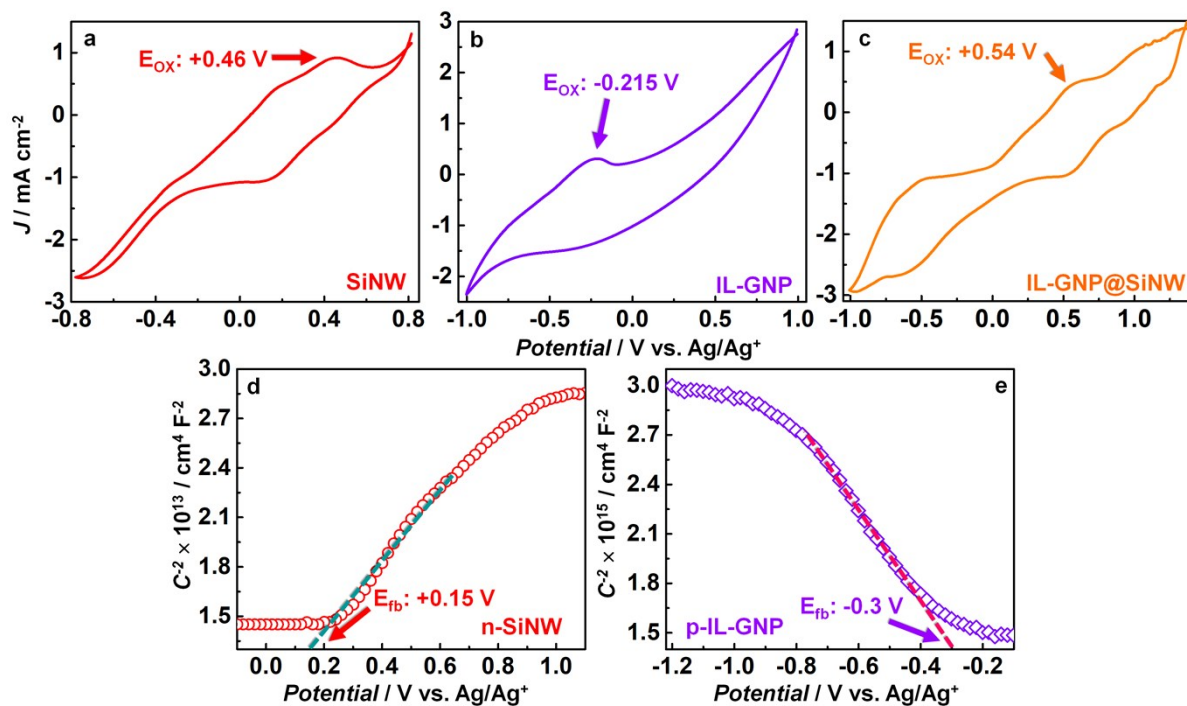 a
E_OX: +0.46 V
SiNW
1
0
-1
-2
-3
-0.8
-0.4
0.0
0.4
0.8
J / mA cm⁻²
b
E_OX: -0.215 V
IL-GNP
3
2
1
0
-1
-2
-1.0
-0.5
0.0
0.5
1.0
c
E_OX: +0.54 V
IL-GNP@SiNW
1
0
-1
-2
-3
-1.0
-0.5
0.0
0.5
1.0
Potential / V vs. Ag/Ag⁺
d
E_fb: +0.15 V
n-SiNW
3.0
2.7
2.4
2.1
1.8
1.5
0.0
0.2
0.4
0.6
0.8
1.0
C⁻² × 10¹³ / cm⁴ F⁻²
Potential / V vs. Ag/Ag⁺
e
E_fb: -0.3 V
p-IL-GNP
3.0
2.7
2.4
2.1
1.8
1.5
-1.2
-1.0
-0.8
-0.6
-0.4
-0.2
C⁻² × 10¹⁵ / cm⁴ F⁻²
Potential / V vs. Ag/Ag⁺